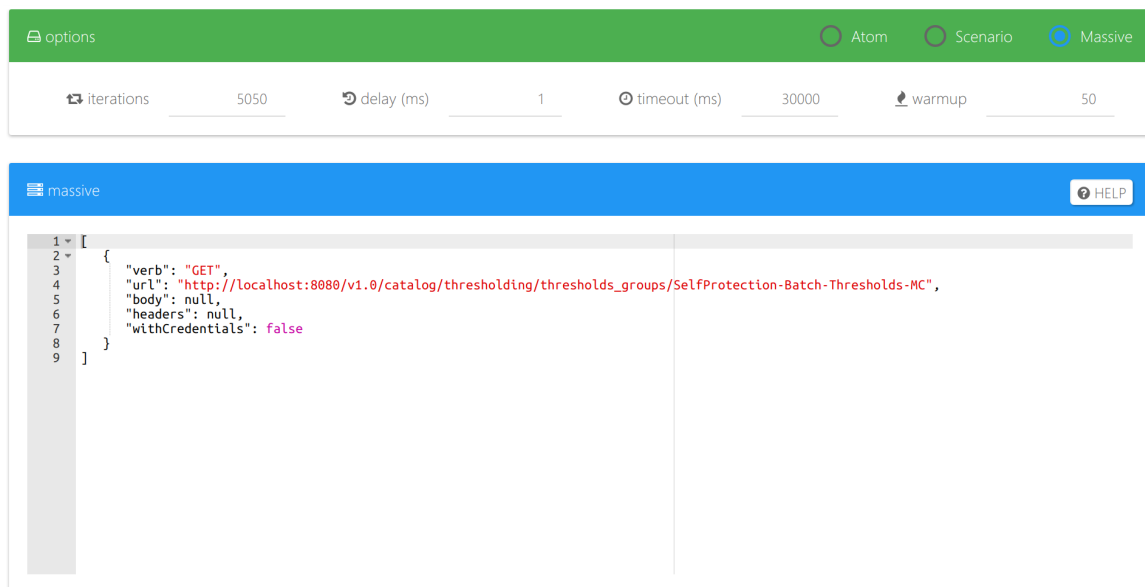 options Atom Scenario Massive
iterations 5050 delay (ms) 1 timeout (ms) 30000 warmup 50
massive HELP
1 [
2 {
3 "verb": "GET",
4 "url": "http://localhost:8080/v1.0/catalog/thresholding/thresholds_groups/SelfProtection-Batch-Thresholds-MC",
5 "body": null,
6 "headers": null,
7 "withCredentials": false
8 }
9 ]